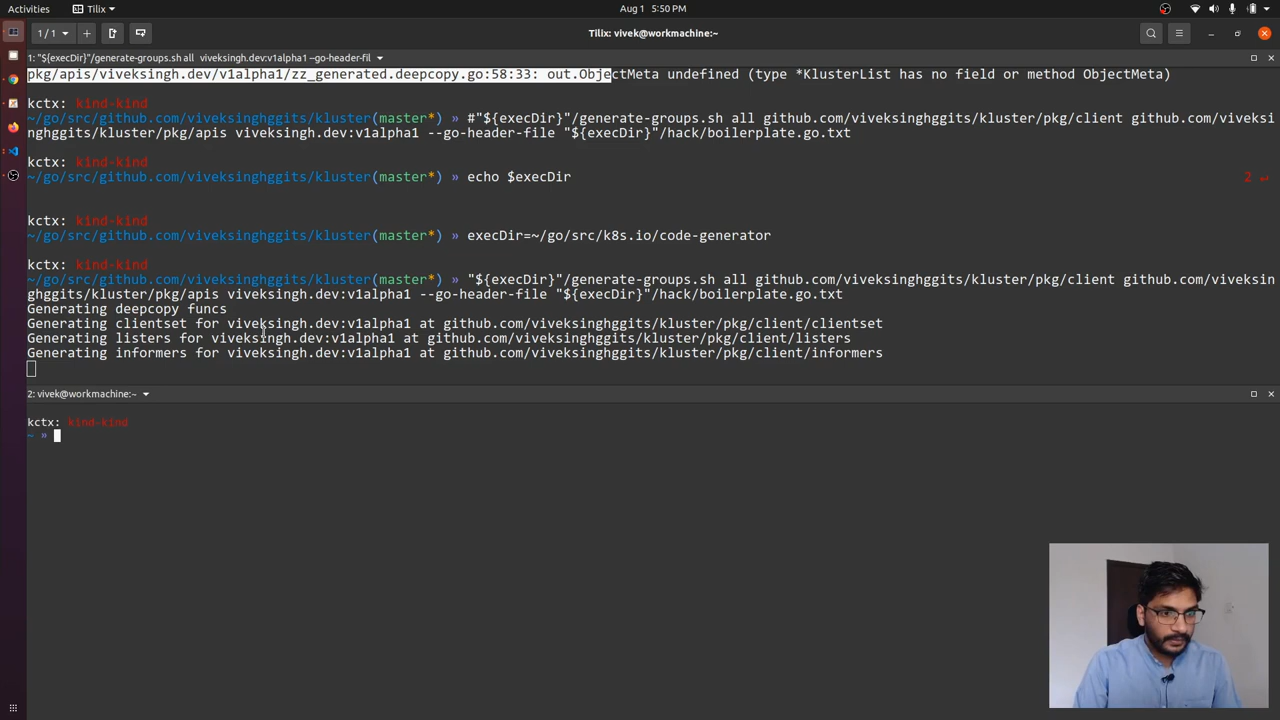 Activities
Tilix
Aug 1 5:50 PM
1 / 1
Tilix: vivek@workmachine:~
1: "${execDir}"/generate-groups.sh all viveksingh.dev:v1alpha1 --go-header-fil
pkg/apis/viveksingh.dev/v1alpha1/zz_generated.deepcopy.go:58:33: out.ObjectMeta undefined (type *KlusterList has no field or method ObjectMeta)
kctx: kind-kind
~/go/src/github.com/viveksinghggits/kluster(master*) » #"${execDir}"/generate-groups.sh all github.com/viveksinghggits/kluster/pkg/client github.com/viveksi
nghggits/kluster/pkg/apis viveksingh.dev:v1alpha1 --go-header-file "${execDir}"/hack/boilerplate.go.txt
kctx: kind-kind
~/go/src/github.com/viveksinghggits/kluster(master*) » echo $execDir 2 ↵
kctx: kind-kind
~/go/src/github.com/viveksinghggits/kluster(master*) » execDir=~/go/src/k8s.io/code-generator
kctx: kind-kind
~/go/src/github.com/viveksinghggits/kluster(master*) » "${execDir}"/generate-groups.sh all github.com/viveksinghggits/kluster/pkg/client github.com/viveksin
ghggits/kluster/pkg/apis viveksingh.dev:v1alpha1 --go-header-file "${execDir}"/hack/boilerplate.go.txt
Generating deepcopy funcs
Generating clientset for viveksingh.dev:v1alpha1 at github.com/viveksinghggits/kluster/pkg/client/clientset
Generating listers for viveksingh.dev:v1alpha1 at github.com/viveksinghggits/kluster/pkg/client/listers
Generating informers for viveksingh.dev:v1alpha1 at github.com/viveksinghggits/kluster/pkg/client/informers
2: vivek@workmachine:~
kctx: kind-kind
~ »